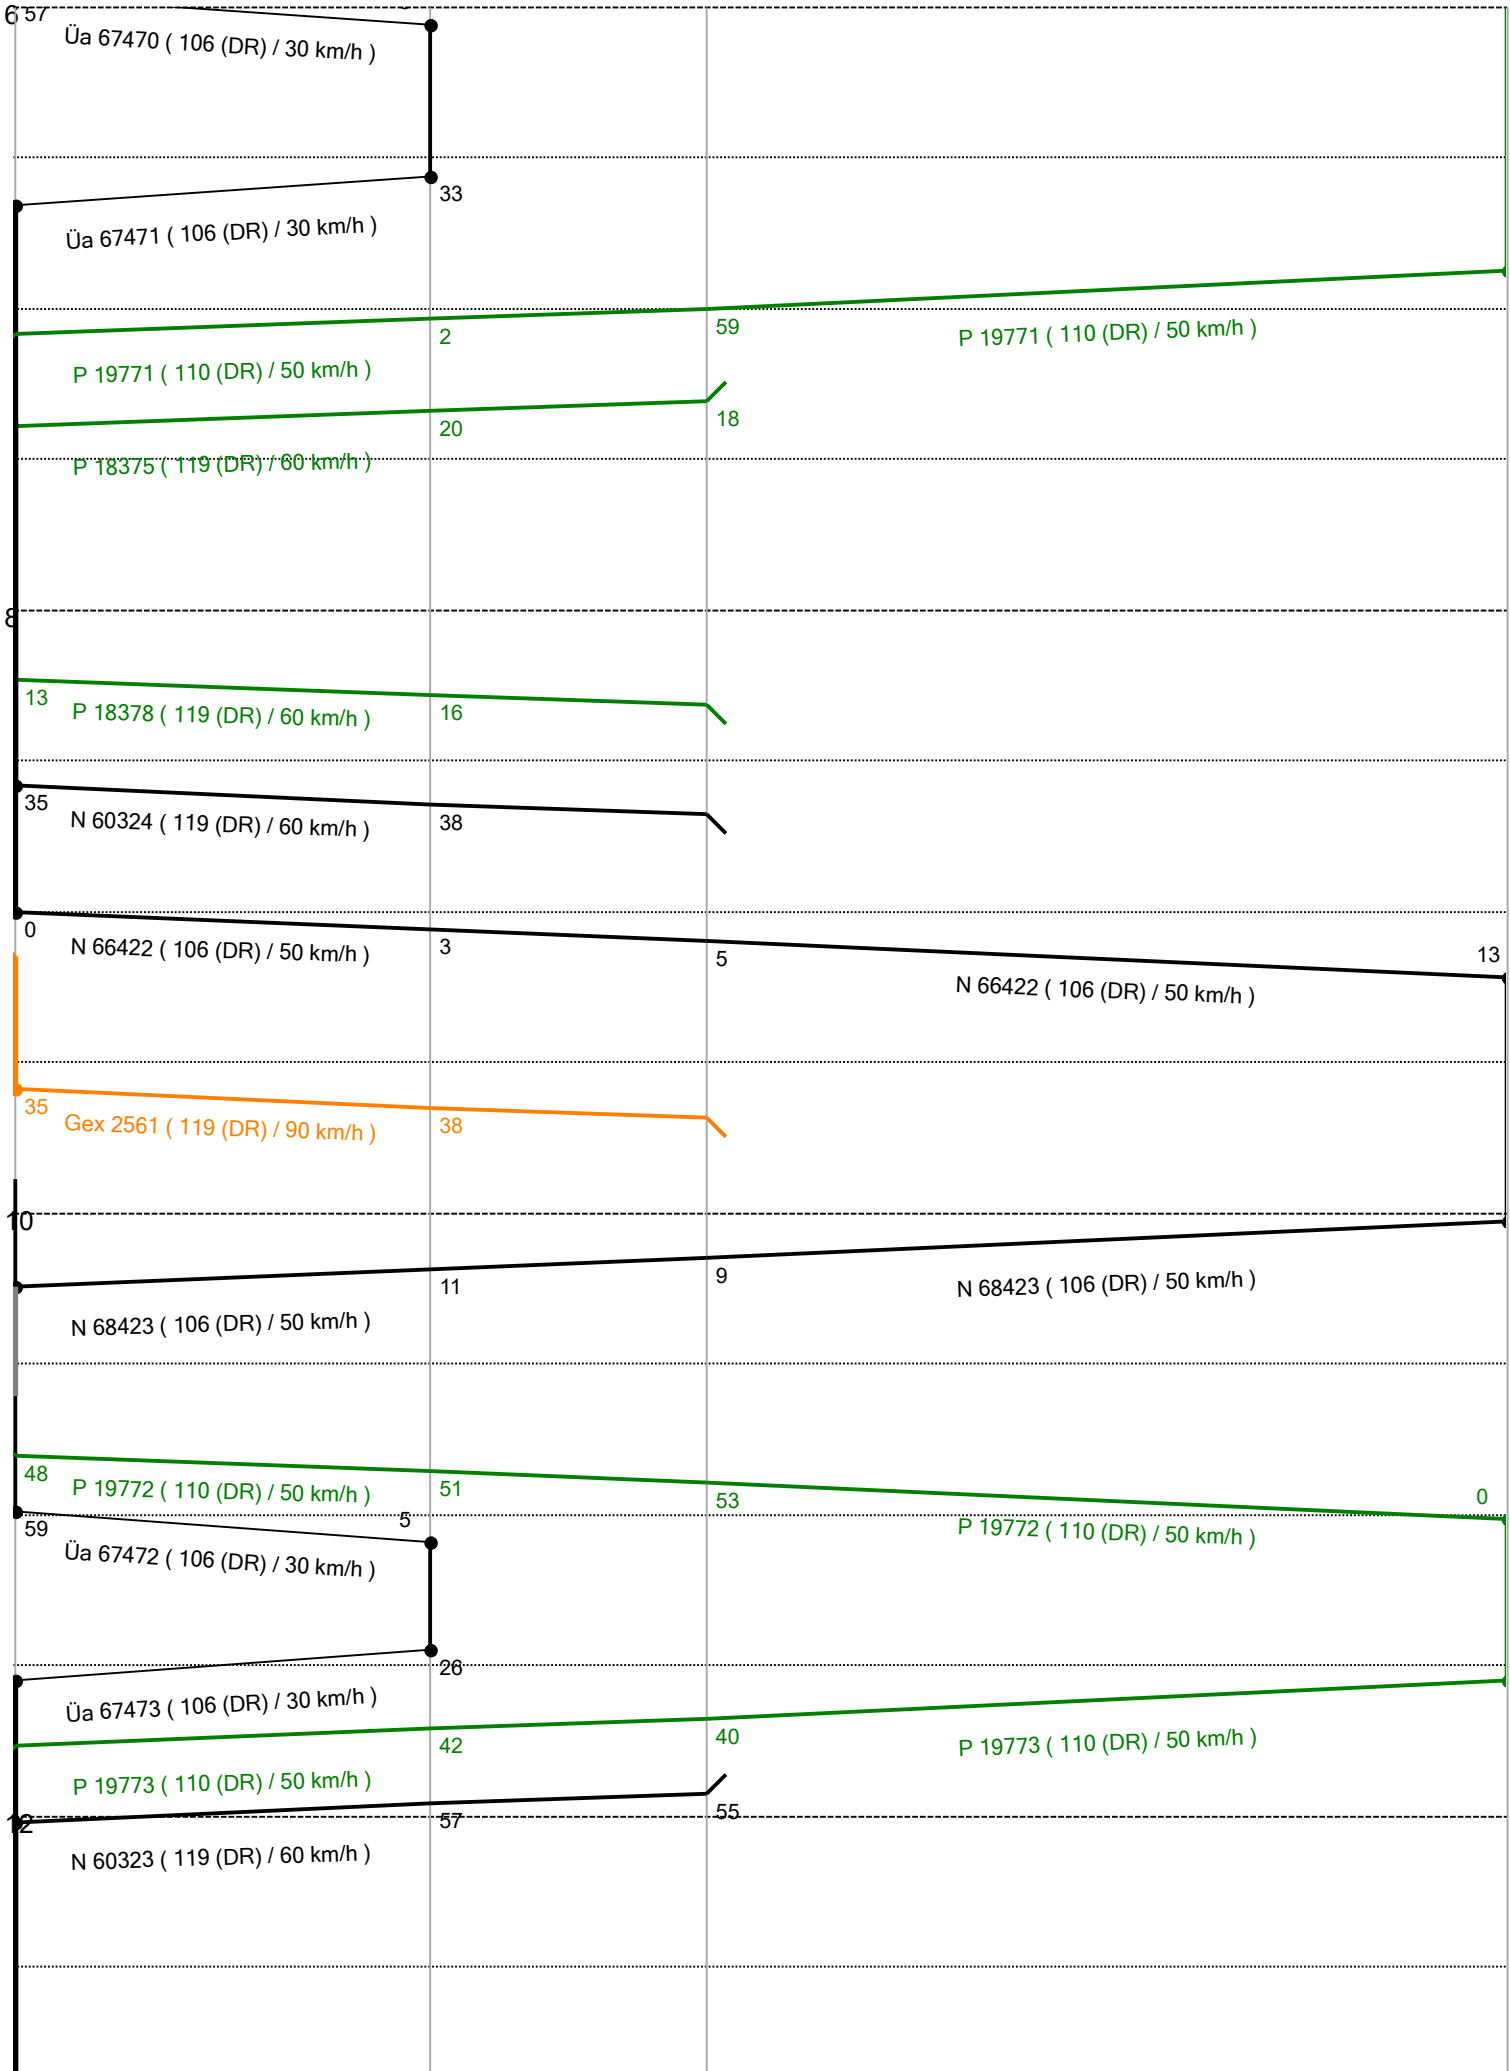 6 57
Üa 67470 ( 106 (DR) / 30 km/h )
33
Üa 67471 ( 106 (DR) / 30 km/h )
2
59
P 19771 ( 110 (DR) / 50 km/h )
P 19771 ( 110 (DR) / 50 km/h )
20
18
P 18375 ( 119 (DR) / 60 km/h )
8
13
P 18378 ( 119 (DR) / 60 km/h )
16
35
N 60324 ( 119 (DR) / 60 km/h )
38
0
N 66422 ( 106 (DR) / 50 km/h )
3
5
13
N 66422 ( 106 (DR) / 50 km/h )
35
Gex 2561 ( 119 (DR) / 90 km/h )
38
10
11
9
N 68423 ( 106 (DR) / 50 km/h )
N 68423 ( 106 (DR) / 50 km/h )
48
P 19772 ( 110 (DR) / 50 km/h )
51
53
0
P 19772 ( 110 (DR) / 50 km/h )
59
5
Üa 67472 ( 106 (DR) / 30 km/h )
26
Üa 67473 ( 106 (DR) / 30 km/h )
42
40
P 19773 ( 110 (DR) / 50 km/h )
P 19773 ( 110 (DR) / 50 km/h )
12
57
55
N 60323 ( 119 (DR) / 60 km/h )